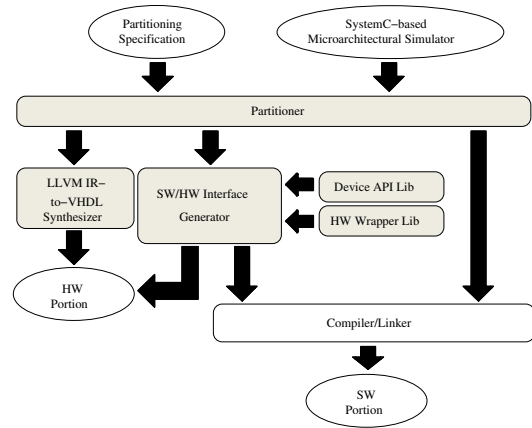 Partitioning
Specification
SystemC−based
Microarchitectural Simulator
Partitioner
LLVM IR−
to−VHDL
Synthesizer
SW/HW Interface
Generator
Device API Lib
HW Wrapper Lib
HW
Portion
Compiler/Linker
SW
Portion